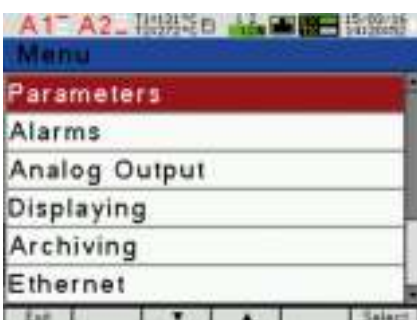 A1 A2
Menu
Parameters
Alarms
Analog Output
Displaying
Archiving
Ethernet
Exit ▼ ▲ Select